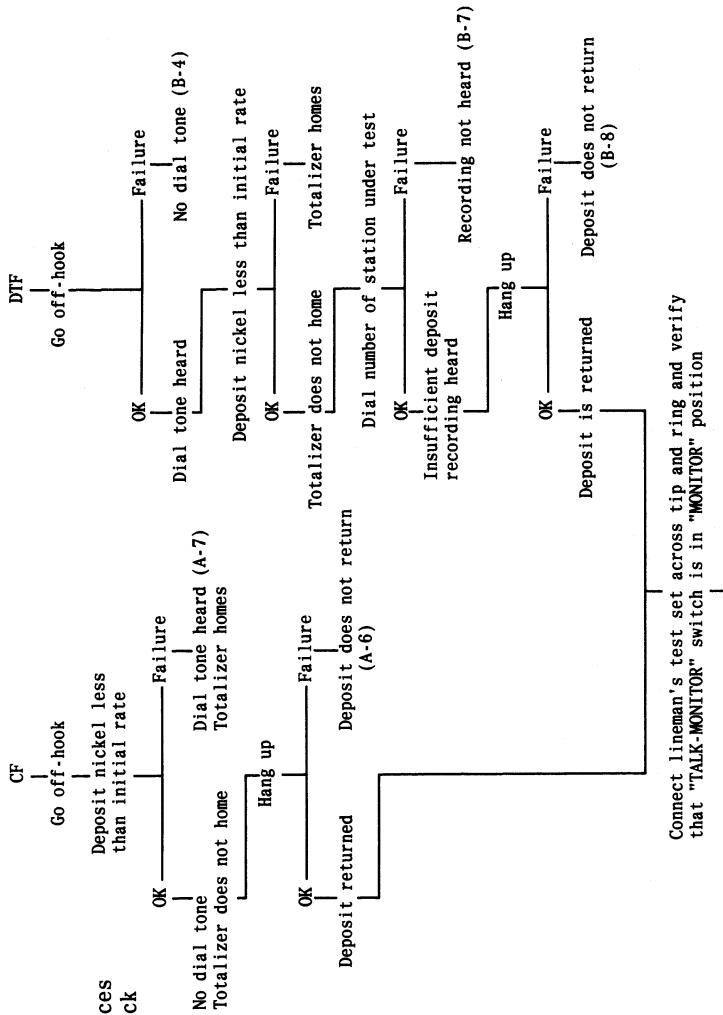 ces
ck
CF
Go off-hook
Deposit nickel less
than initial rate
OK
Failure
No dial tone
Totalizer does not home
Dial tone heard (A-7)
Totalizer homes
Hang up
OK
Failure
Deposit returned
Deposit does not return
(A-6)
DTF
Go off-hook
OK
Failure
Dial tone heard
No dial tone (B-4)
Deposit nickel less than initial rate
OK
Failure
Totalizer does not home
Totalizer homes
Dial number of station under test
OK
Failure
Insufficient deposit
recording heard
Recording not heard (B-7)
Hang up
OK
Failure
Deposit is returned
Deposit does not return
(B-8)
Connect lineman's test set across tip and ring and verify
that "TALK-MONITOR" switch is in "MONITOR" position